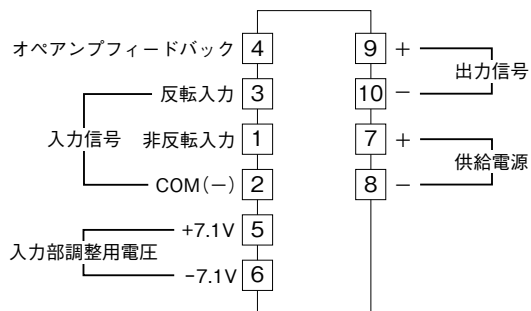 オペアンプフィードバック 4
反転入力 3
入力信号
非反転入力 1
COM(−) 2
+7.1V 5
入力部調整用電圧
−7.1V 6
9 +
出力信号
10 −
7 +
供給電源
8 −